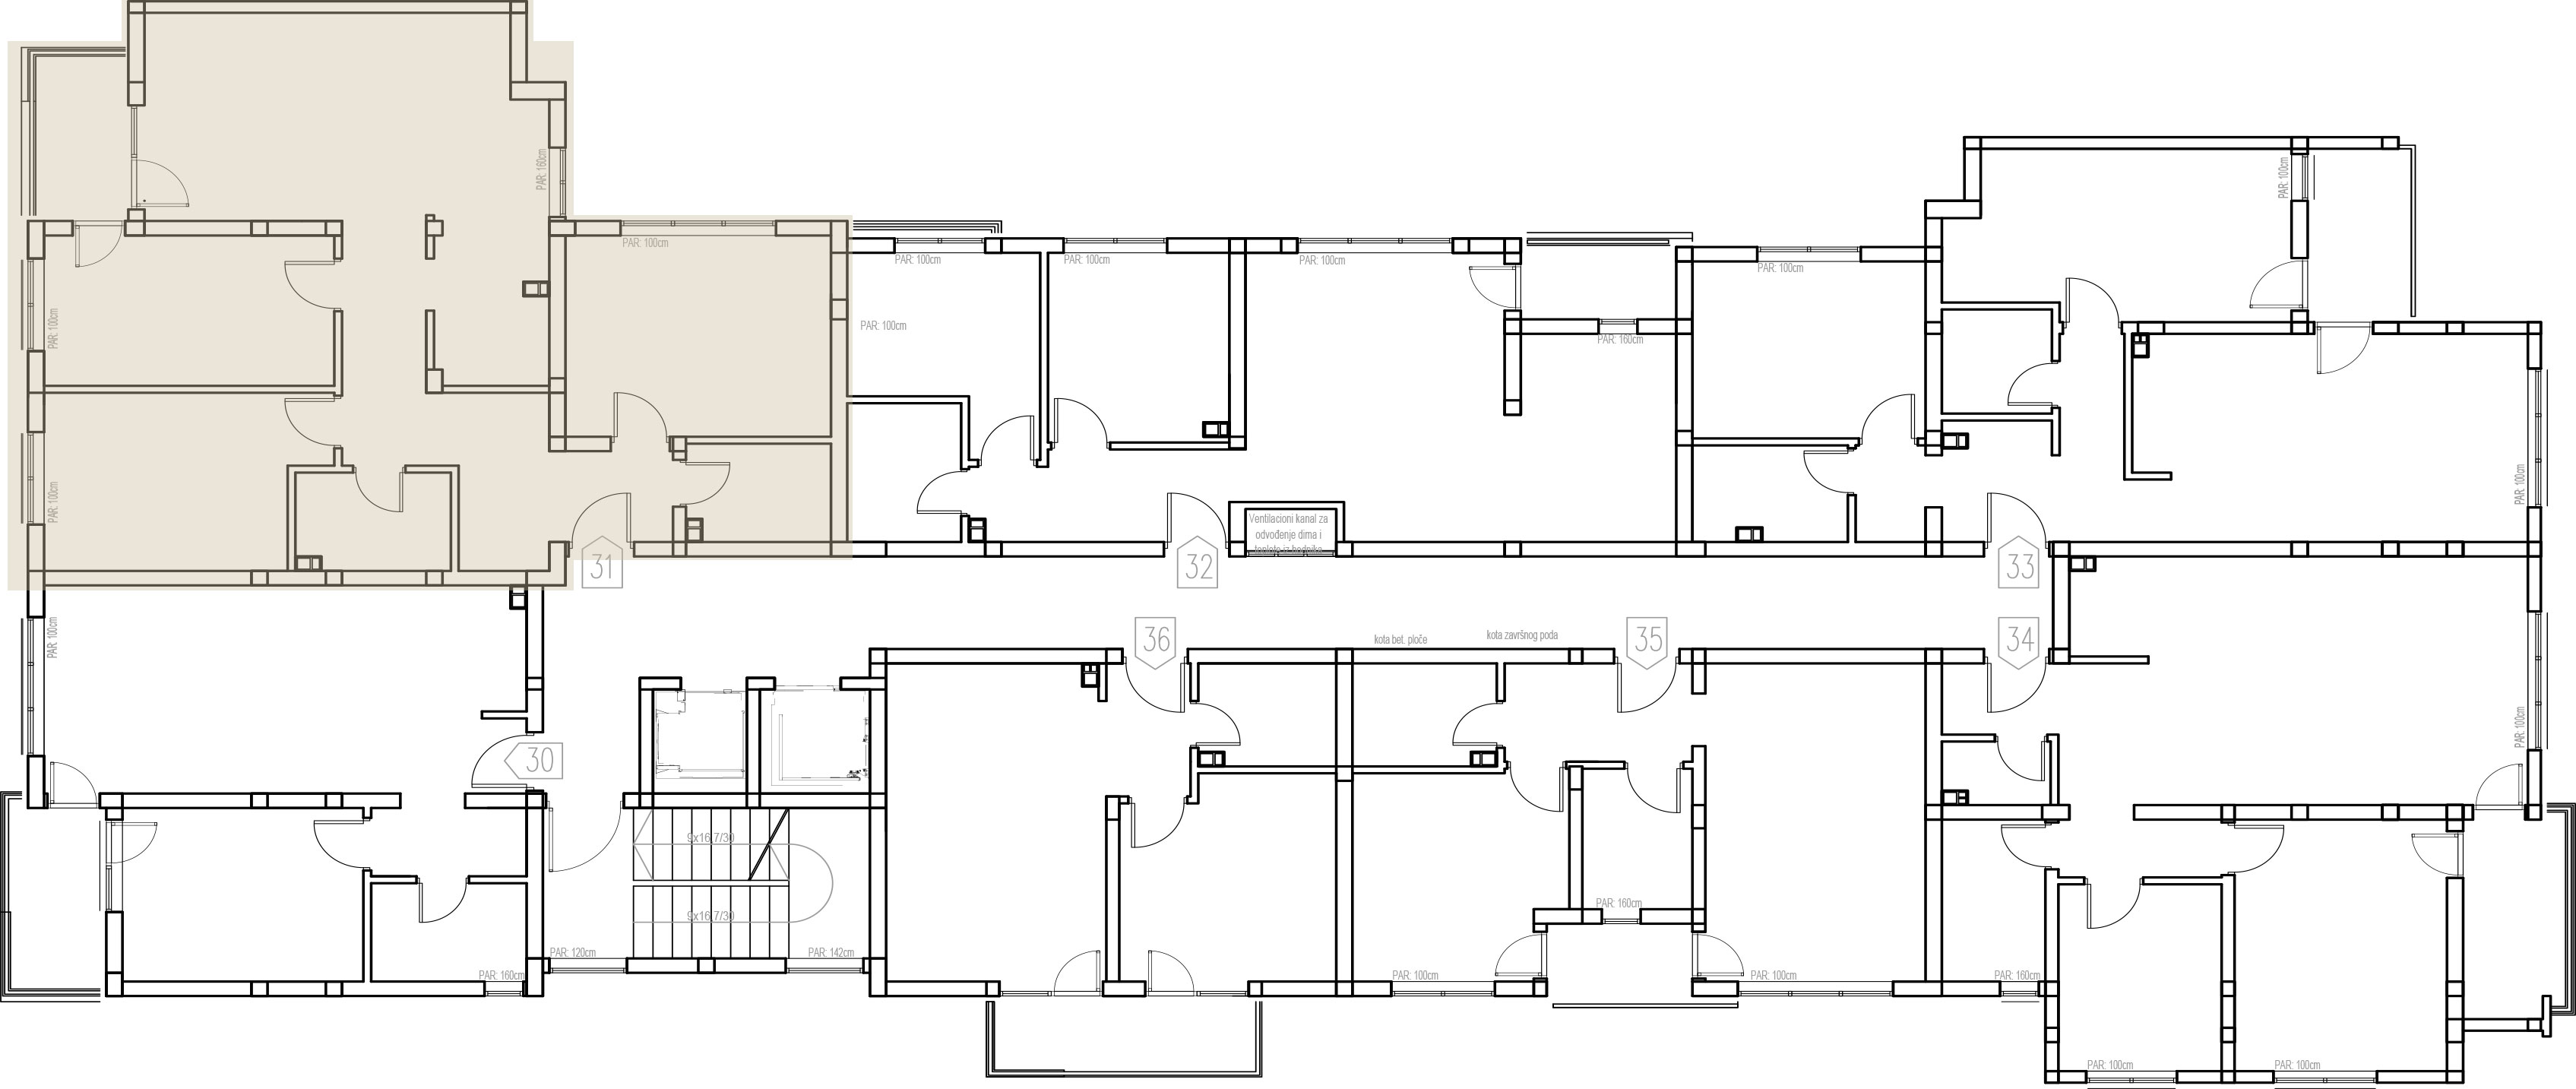 PAR: 160cm
PAR: 100cm
PAR: 100cm
PAR: 100cm
PAR: 100cm
PAR: 100cm
PAR: 100cm
PAR: 160cm
PAR: 100cm
PAR: 100cm
PAR: 100cm
PAR: 100cm
PAR: 100cm
Ventilacioni kanal za
odvođenje dima i
toplote iz hodnika
31
32
33
PAR: 100cm
36
kota bet. ploče
kota završnog poda
35
34
PAR: 100cm
30
9x16,7/30
9x16,7/30
PAR: 160cm
PAR: 120cm
PAR: 142cm
PAR: 160cm
PAR: 100cm
PAR: 100cm
PAR: 160cm
PAR: 100cm
PAR: 100cm